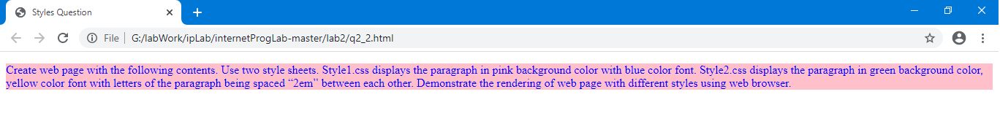 Styles Question
File | G:/labWork/ipLab/internetProgLab-master/lab2/q2_2.html
Create web page with the following contents. Use two style sheets. Style1.css displays the paragraph in pink background color with blue color font. Style2.css displays the paragraph in green background color,
yellow color font with letters of the paragraph being spaced “2em” between each other. Demonstrate the rendering of web page with different styles using web browser.